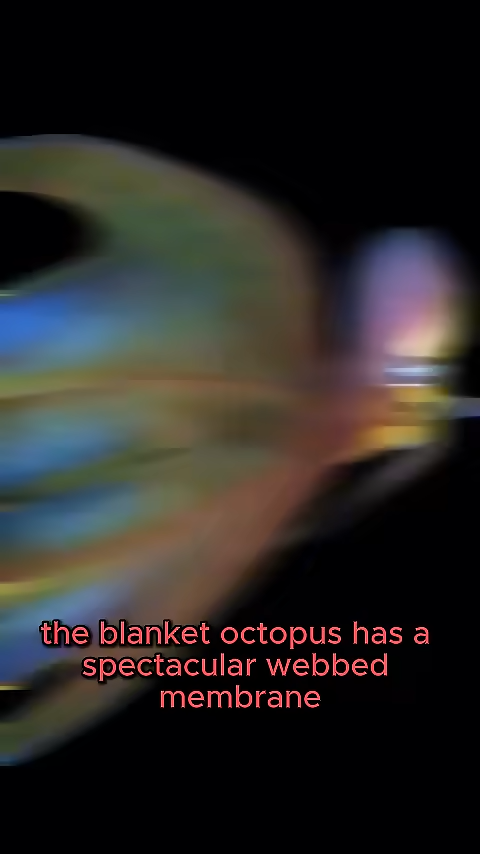 the blanket octopus has a
spectacular webbed
membrane